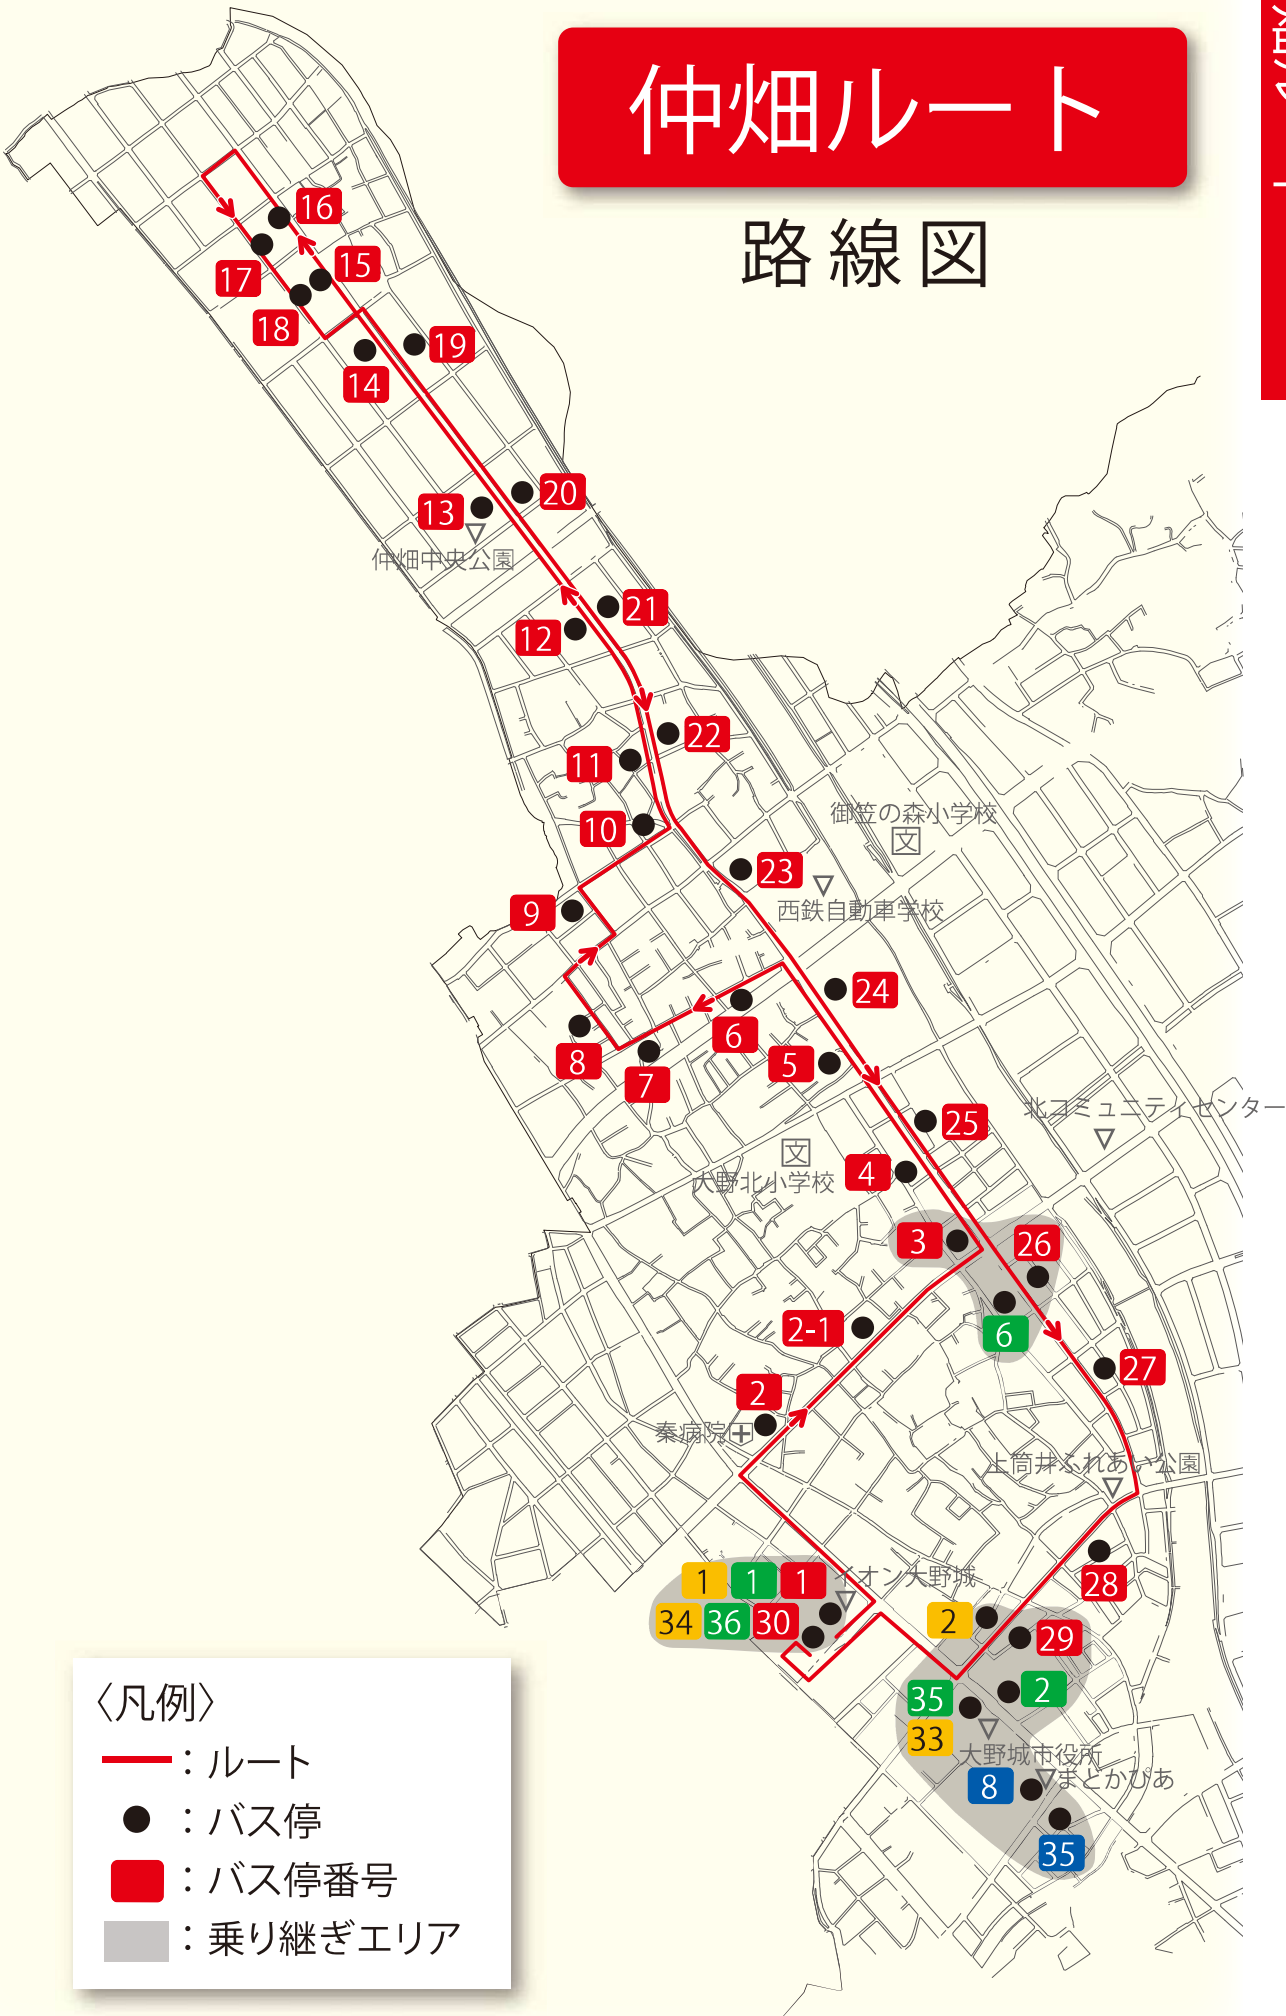 仲畑ルート
路線図
16
15
17
18
19
14
20
13
仲畑中央公園
21
12
22
11
10
御笠の森小学校
文
23
西鉄自動車学校
9
24
6
5
8
7
25
北コミュニティセンター
文
大野北小学校
4
3
26
6
2-1
27
2
秦病院
上筒井ふれあい公園
28
1 1 1
イオン大野城
34 36 30
2
29
35
2
33
大野城市役所
8
まどかぴあ
35
〈凡例〉
：ルート
：バス停
：バス停番号
：乗り継ぎエリア